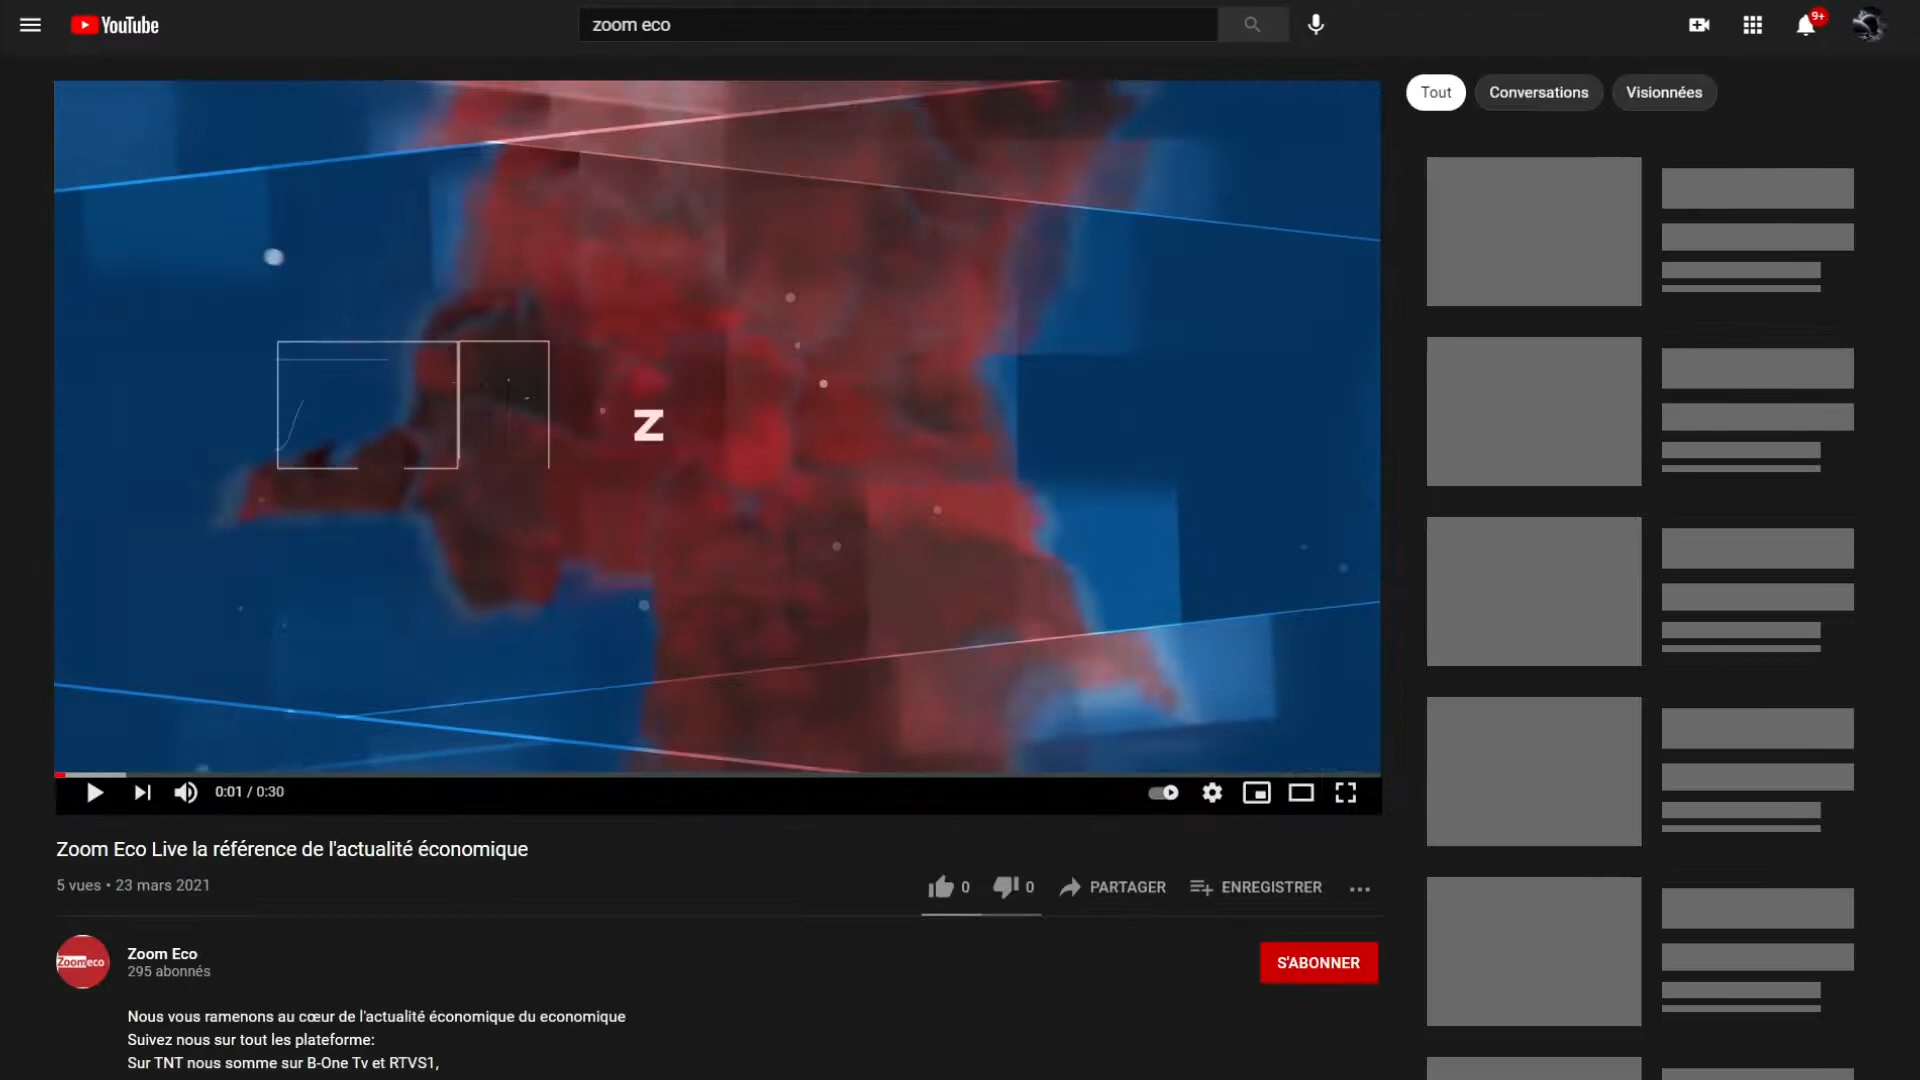 YouTube
zoom eco
9+
Tout
Conversations
Visionnées
Z
0:01 / 0:30
Zoom Eco Live la référence de l'actualité économique
5 vues • 23 mars 2021
0
0
PARTAGER
ENREGISTRER
Zoomeco
Zoom Eco
295 abonnés
S'ABONNER
Nous vous ramenons au cœur de l'actualité économique du economique
Suivez nous sur tout les plateforme:
Sur TNT nous somme sur B-One Tv et RTVS1,